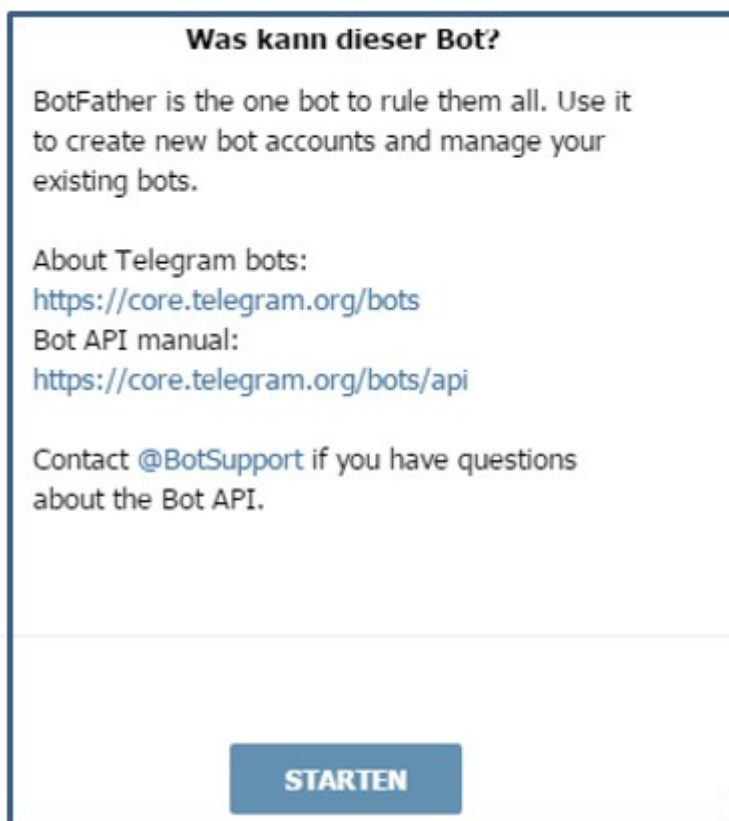 Was kann dieser Bot?
BotFather is the one bot to rule them all. Use it
to create new bot accounts and manage your
existing bots.
About Telegram bots:
https://core.telegram.org/bots
Bot API manual:
https://core.telegram.org/bots/api
Contact @BotSupport if you have questions
about the Bot API.
STARTEN